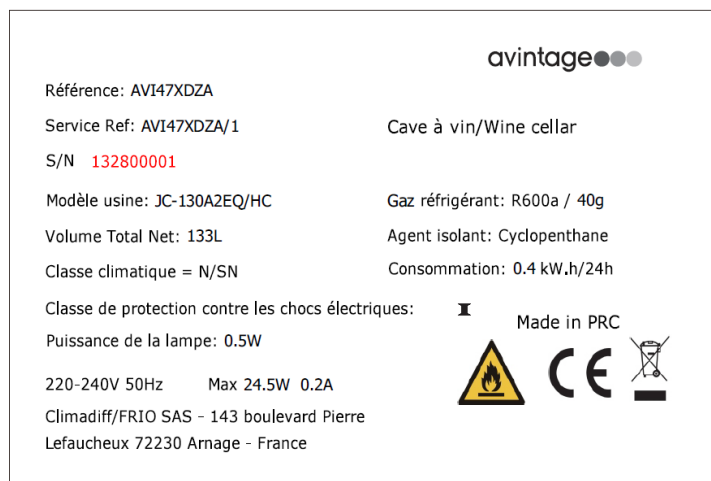 avintage
Référence: AVI47XDZA
Service Ref: AVI47XDZA/1
Cave à vin/Wine cellar
S/N 132800001
Modèle usine: JC-130A2EQ/HC
Gaz réfrigérant: R600a / 40g
Volume Total Net: 133L
Agent isolant: Cyclopenthane
Classe climatique = N/SN
Consommation: 0.4 kW.h/24h
Classe de protection contre les chocs électriques: I
Made in PRC
Puissance de la lampe: 0.5W
CE
220-240V 50Hz Max 24.5W 0.2A
Climadiff/FRIO SAS - 143 boulevard Pierre
Lefaucheux 72230 Arnage - France